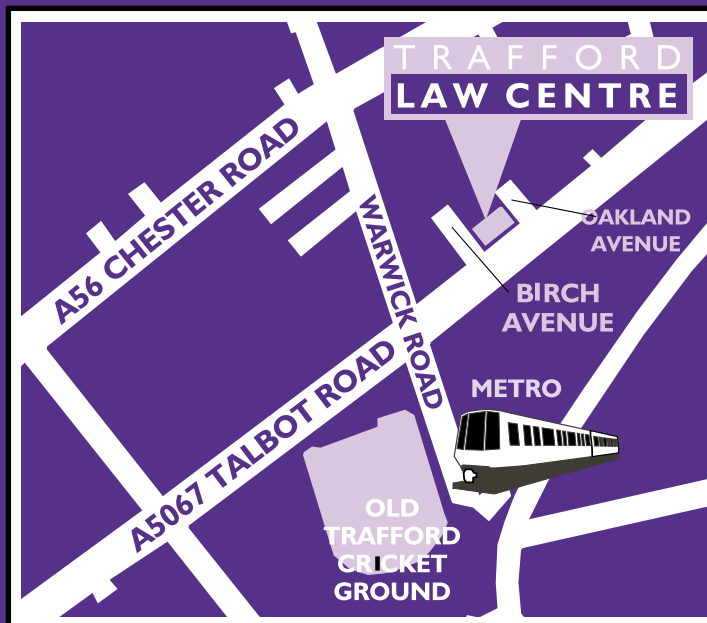 TRAFFORD
LAW CENTRE
A56 CHESTER ROAD
WARWICK ROAD
OAKLAND
AVENUE
BIRCH
AVENUE
A5067 TALBOT ROAD
METRO
OLD
TRAFFORD
CRICKET
GROUND